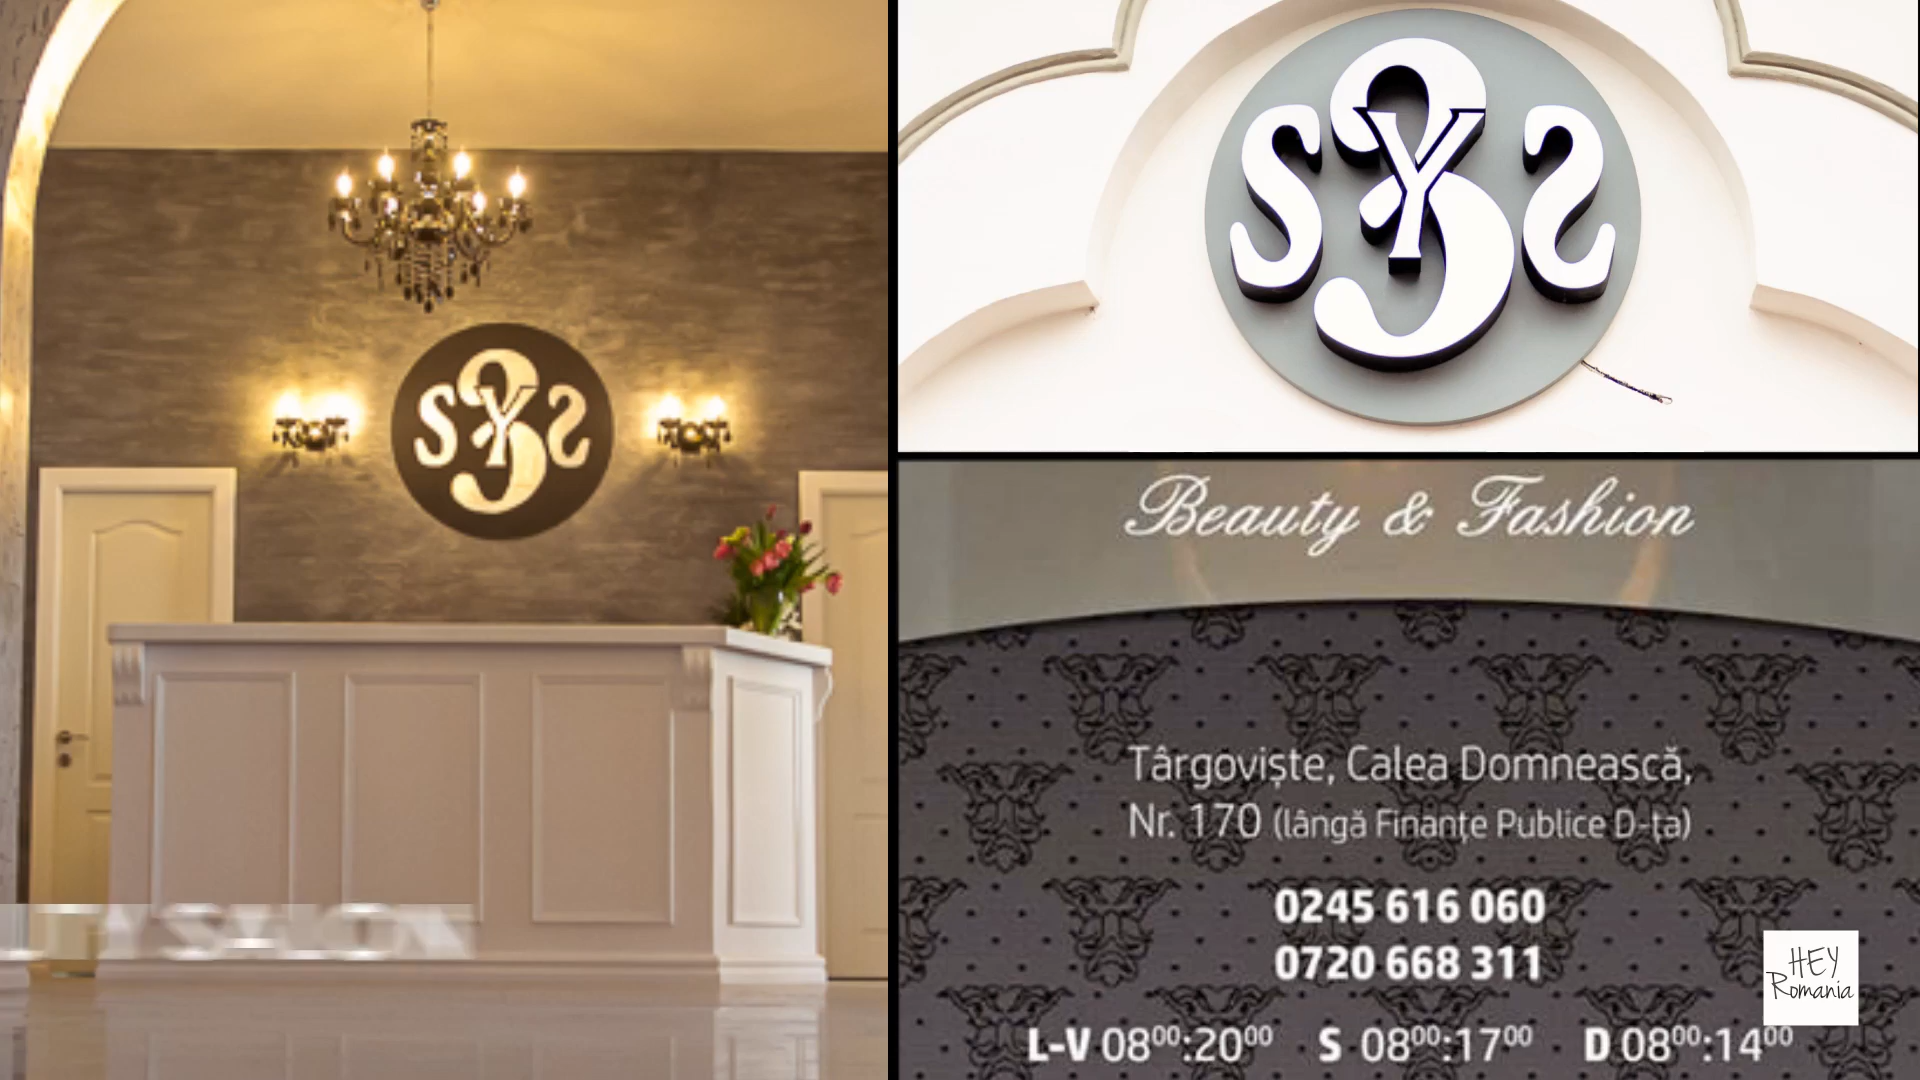 SYS
SYS
Beauty & Fashion
Târgoviște, Calea Domnească,
Nr. 170 (lângă Finanțe Publice D-ța)
0245 616 060
0720 668 311
L-V 08⁰⁰:20⁰⁰ S 08⁰⁰:17⁰⁰ D 08⁰⁰:14⁰⁰
HEY
Romania